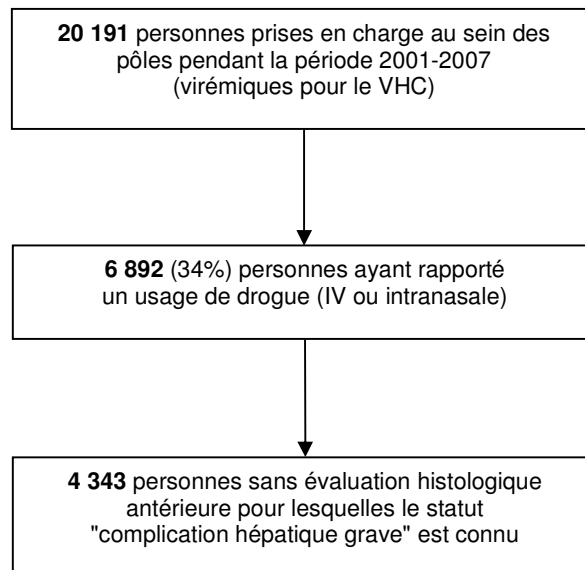 20 191 personnes prises en charge au sein des
pôles pendant la période 2001-2007
(virémiques pour le VHC)
6 892 (34%) personnes ayant rapporté
un usage de drogue (IV ou intranasale)
4 343 personnes sans évaluation histologique
antérieure pour lesquelles le statut
"complication hépatique grave" est connu